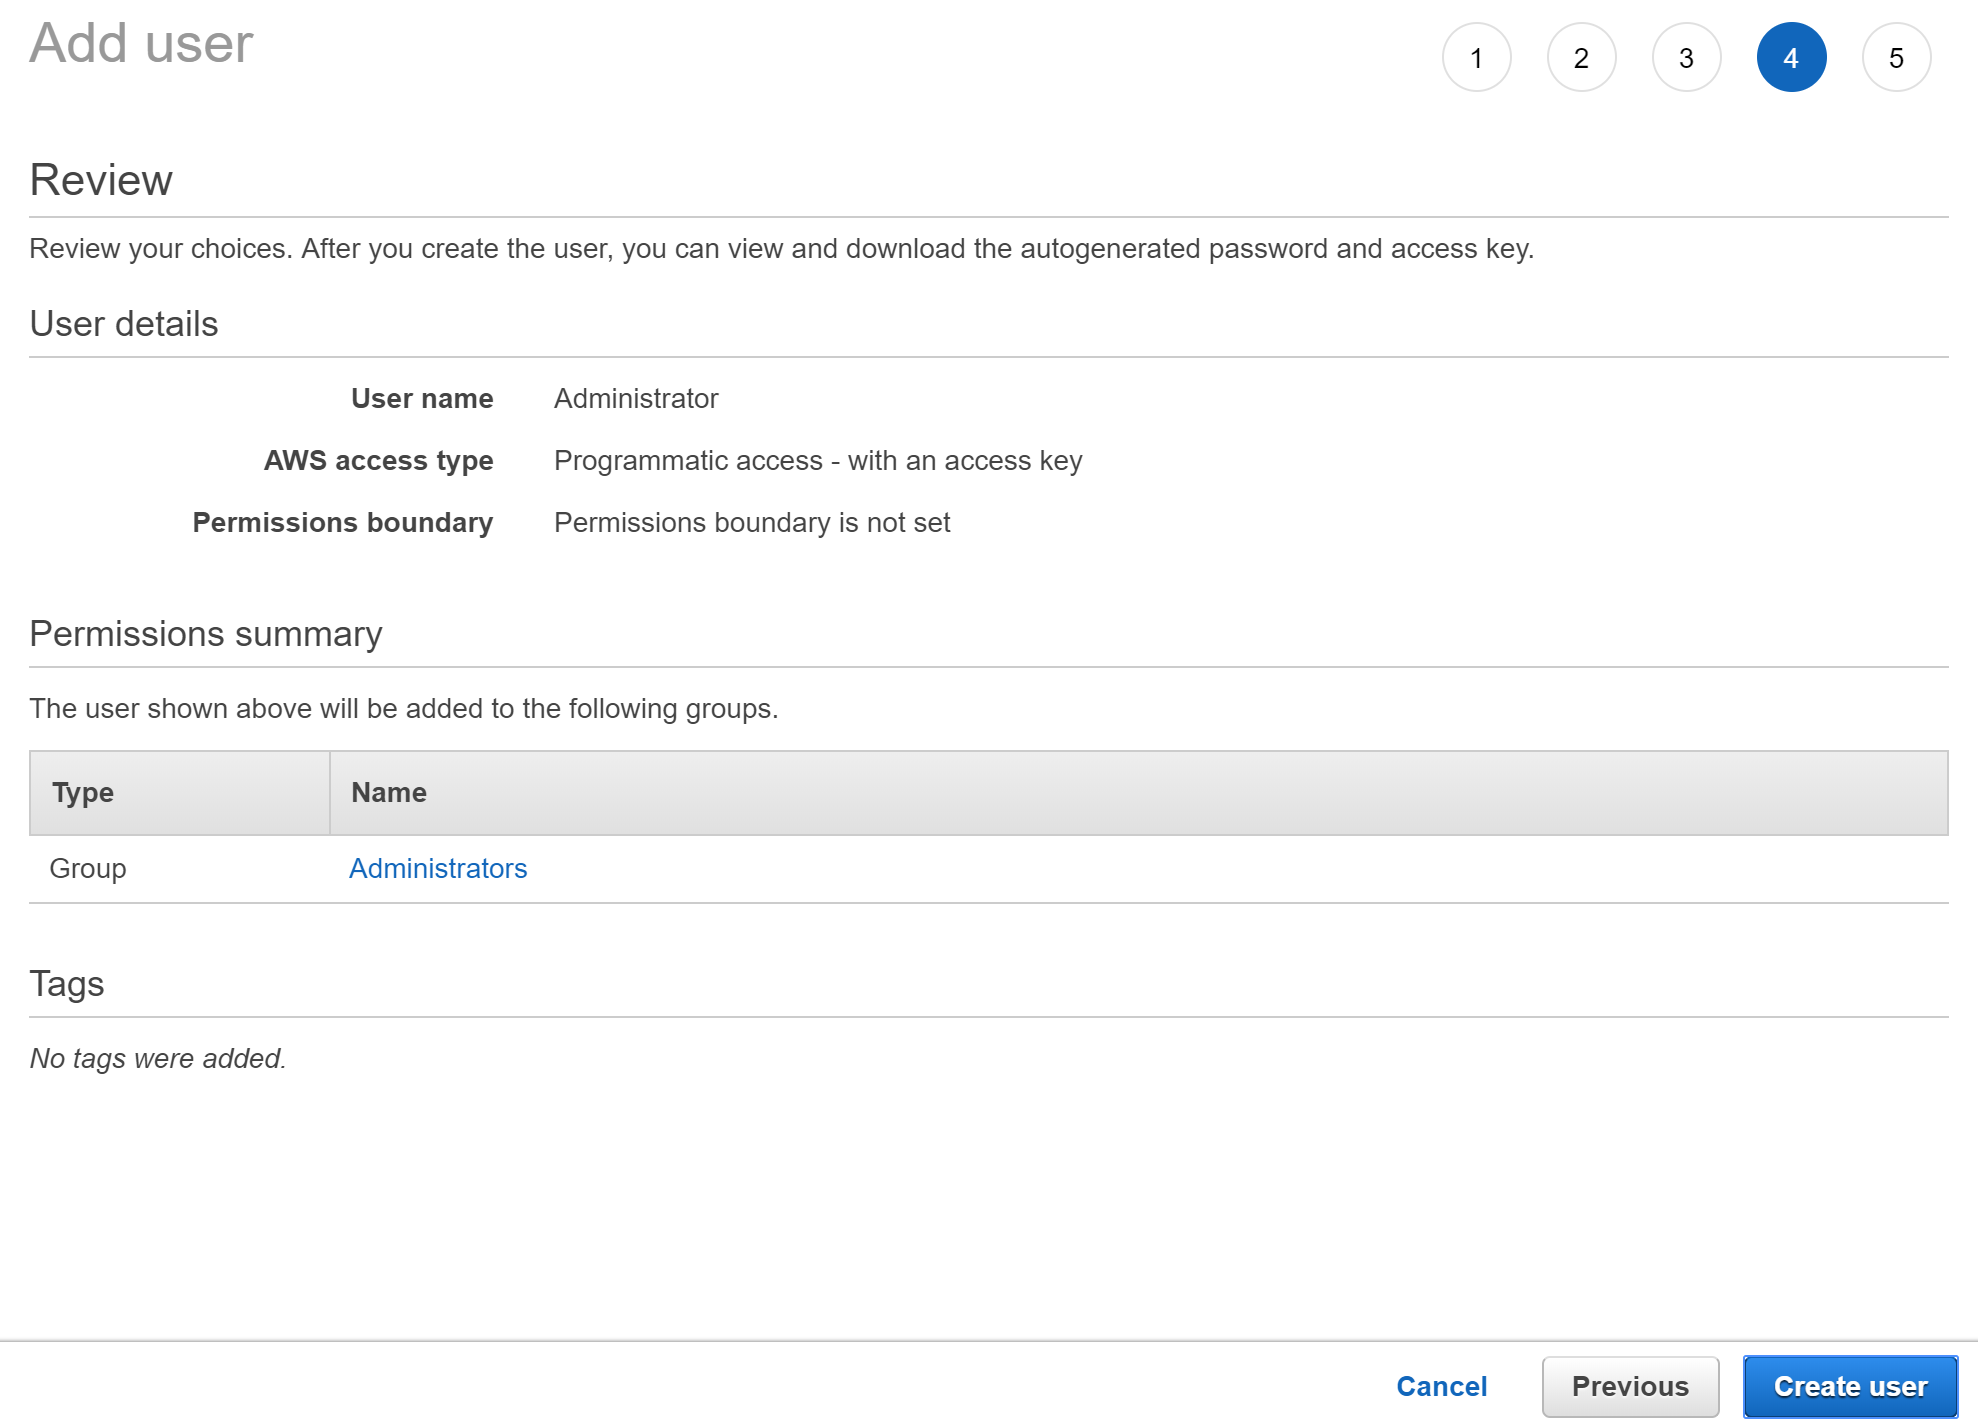 Add user
1 2 3 4 5
Review
Review your choices. After you create the user, you can view and download the autogenerated password and access key.
User details
User name Administrator
AWS access type Programmatic access - with an access key
Permissions boundary Permissions boundary is not set
Permissions summary
The user shown above will be added to the following groups.
Type Name
Group Administrators
Tags
No tags were added.
Cancel Previous Create user